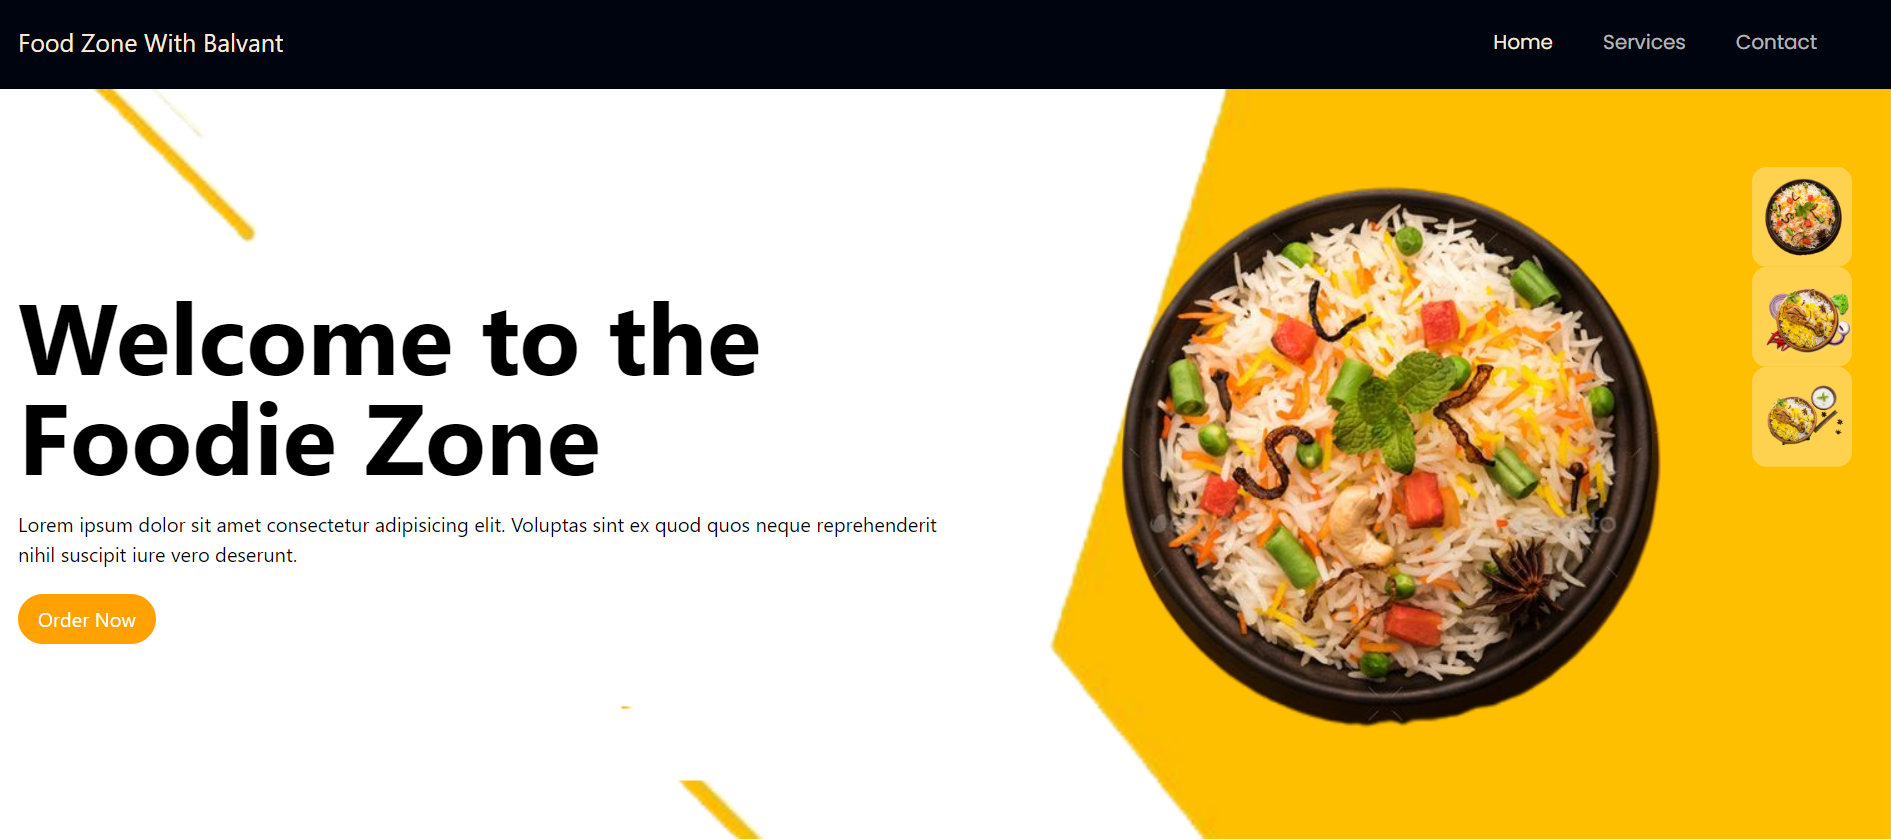 Food Zone With Balvant
Home Services Contact
Welcome to the
Foodie Zone
Lorem ipsum dolor sit amet consectetur adipisicing elit. Voluptas sint ex quod quos neque reprehenderit
nihil suscipit iure vero deserunt.
Order Now